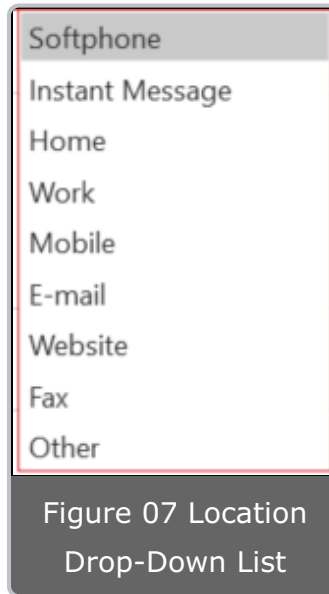 Softphone
Instant Message
Home
Work
Mobile
E-mail
Website
Fax
Other
Figure 07 Location
Drop-Down List